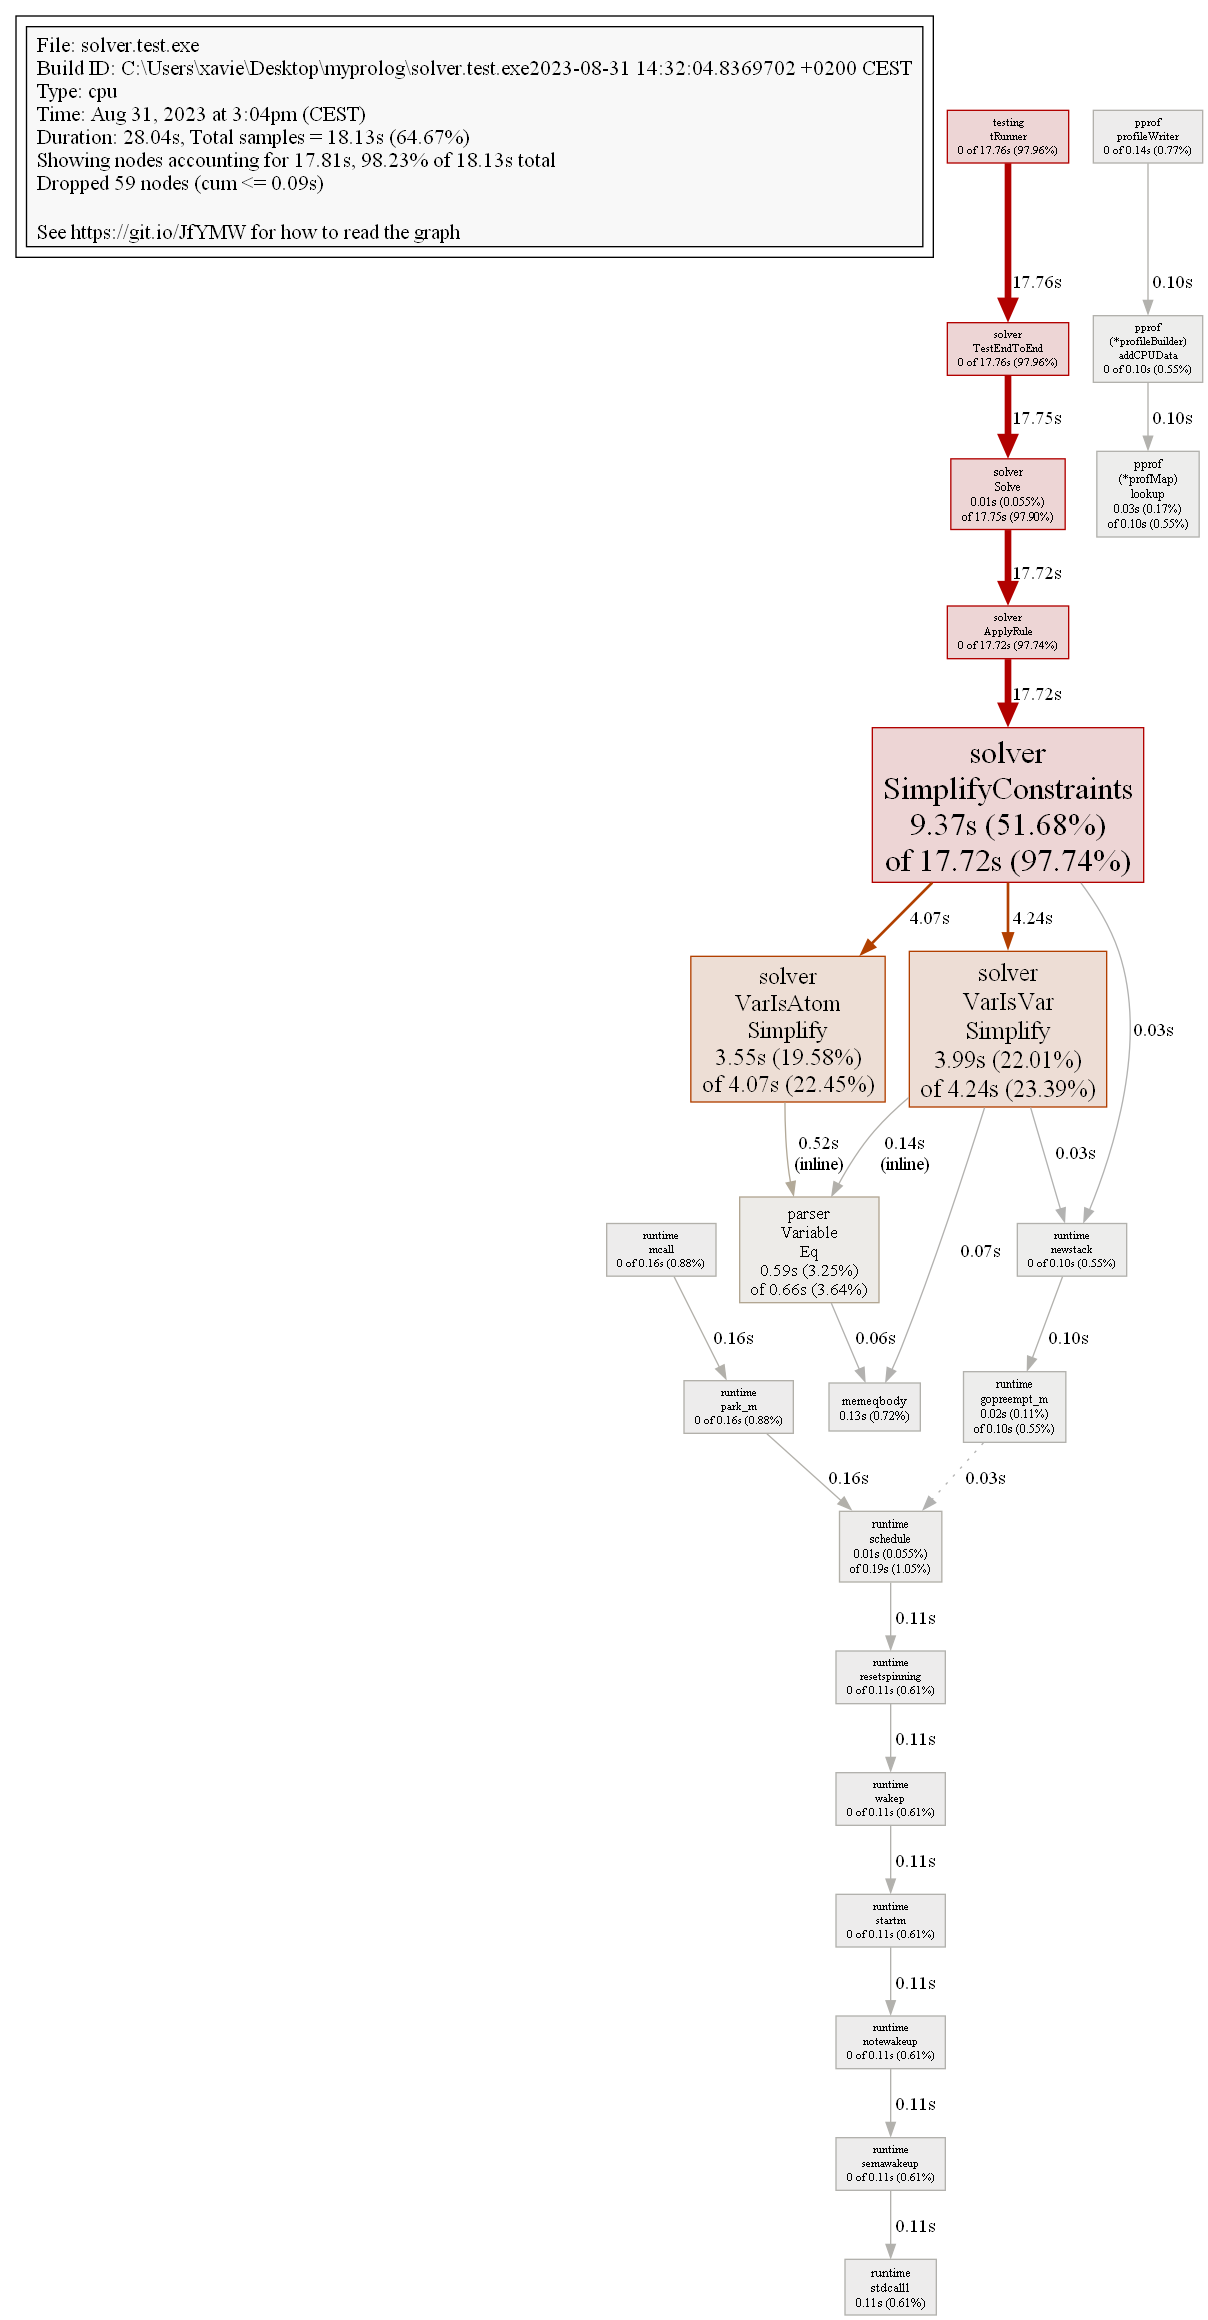 File: solver.test.exe
Build ID: C:\Users\xavie\Desktop\myprolog\solver.test.exe2023-08-31 14:32:04.8369702 +0200 CEST
Type: cpu
Time: Aug 31, 2023 at 3:04pm (CEST)
Duration: 28.04s, Total samples = 18.13s (64.67%)
Showing nodes accounting for 17.81s, 98.23% of 18.13s total
Dropped 59 nodes (cum <= 0.09s)
See https://git.io/JfYMW for how to read the graph
testing
tRunner
0 of 17.76s (97.96%)
pprof
profileWriter
0 of 0.14s (0.77%)
17.76s
0.10s
solver
TestEndToEnd
0 of 17.76s (97.96%)
pprof
(*profileBuilder)
addCPUData
0 of 0.10s (0.55%)
17.75s
0.10s
solver
Solve
0.01s (0.055%)
of 17.75s (97.90%)
pprof
(*profMap)
lookup
0.03s (0.17%)
of 0.10s (0.55%)
17.72s
solver
ApplyRule
0 of 17.72s (97.74%)
17.72s
solver
SimplifyConstraints
9.37s (51.68%)
of 17.72s (97.74%)
4.07s
4.24s
0.03s
solver
VarIsAtom
Simplify
3.55s (19.58%)
of 4.07s (22.45%)
solver
VarIsVar
Simplify
3.99s (22.01%)
of 4.24s (23.39%)
0.52s
(inline)
0.14s
(inline)
0.07s
0.03s
runtime
mcall
0 of 0.16s (0.88%)
parser
Variable
Eq
0.59s (3.25%)
of 0.66s (3.64%)
runtime
newstack
0 of 0.10s (0.55%)
0.16s
0.06s
0.10s
runtime
park_m
0 of 0.16s (0.88%)
memeqbody
0.13s (0.72%)
runtime
gopreempt_m
0.02s (0.11%)
of 0.10s (0.55%)
0.16s
0.03s
runtime
schedule
0.01s (0.055%)
of 0.19s (1.05%)
0.11s
runtime
resetspinning
0 of 0.11s (0.61%)
0.11s
runtime
wakep
0 of 0.11s (0.61%)
0.11s
runtime
startm
0 of 0.11s (0.61%)
0.11s
runtime
notewakeup
0 of 0.11s (0.61%)
0.11s
runtime
semawakeup
0 of 0.11s (0.61%)
0.11s
runtime
stdcall1
0.11s (0.61%)